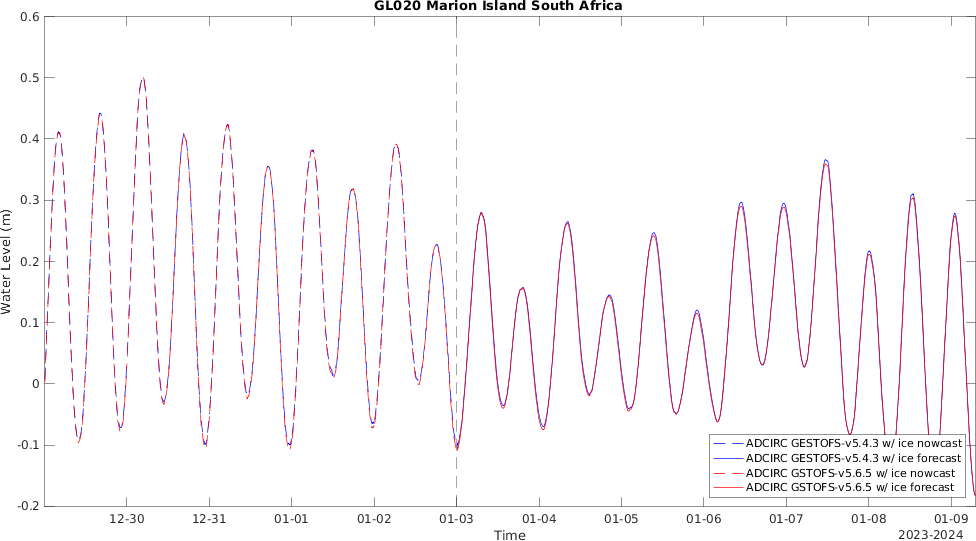 GL020 Marion Island South Africa
0.6
0.5
0.4
0.3
0.2
0.1
0
-0.1
-0.2
Water Level (m)
12-30 12-31 01-01 01-02 01-03 01-04 01-05 01-06 01-07 01-08 01-09
Time
2023-2024
ADCIRC GESTOFS-v5.4.3 w/ ice nowcast
ADCIRC GESTOFS-v5.4.3 w/ ice forecast
ADCIRC GSTOFS-v5.6.5 w/ ice nowcast
ADCIRC GSTOFS-v5.6.5 w/ ice forecast